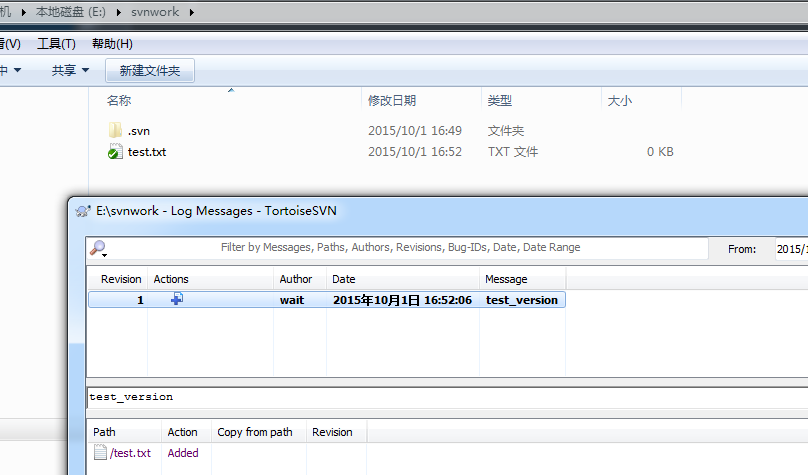 机 ▸ 本地磁盘 (E:) ▸ svnwork ▸
看(V) 工具(T) 帮助(H)
中 ▼ 共享 ▼ 新建文件夹
名称 修改日期 类型 大小
.svn 2015/10/1 16:49 文件夹
test.txt 2015/10/1 16:52 TXT 文件 0 KB
E:\svnwork - Log Messages - TortoiseSVN
Filter by Messages, Paths, Authors, Revisions, Bug-IDs, Date, Date Range From: 2015/1
Revision Actions Author Date Message
1 wait 2015年10月1日 16:52:06 test_version
test_version
Path Action Copy from path Revision
/test.txt Added